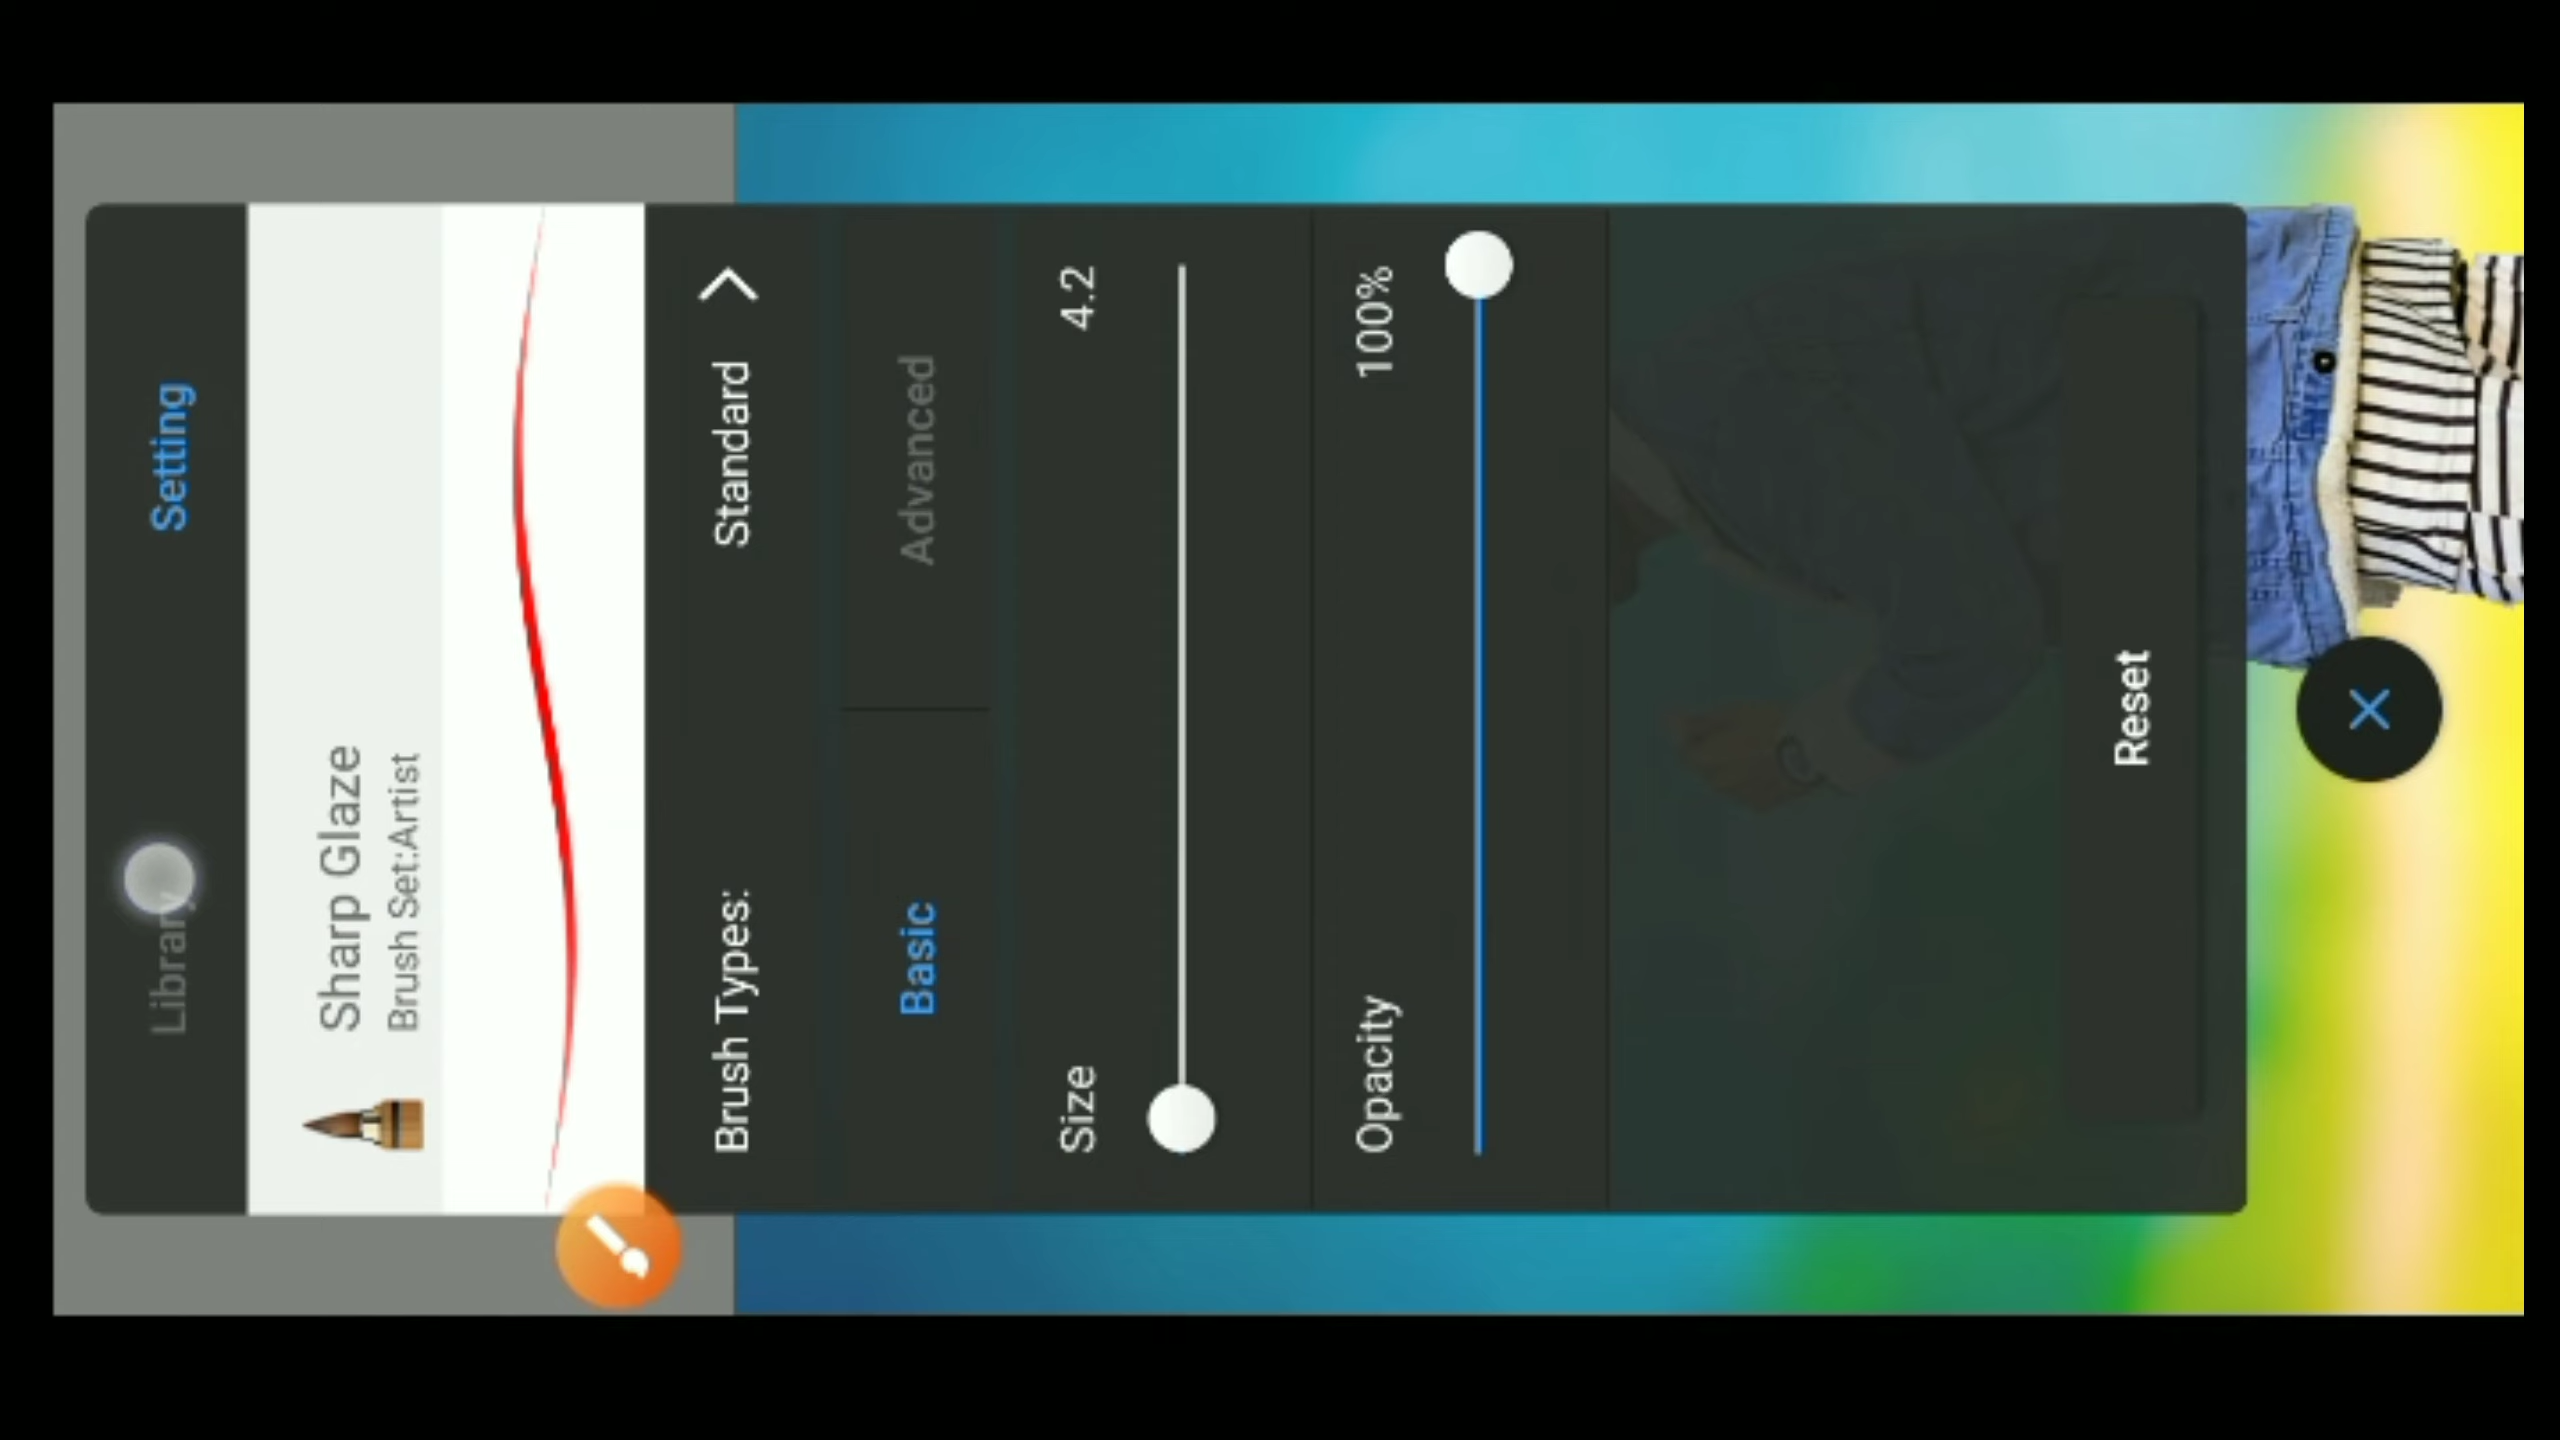 Library Setting
Sharp Glaze
Brush Set:Artist
Brush Types: Standard
Basic Advanced
Size 4.2
Opacity 100%
Reset